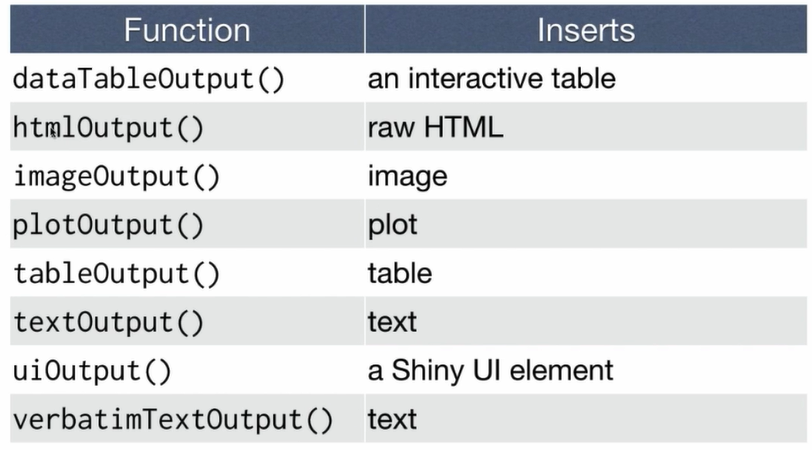 Function Inserts
dataTableOutput() an interactive table
htmlOutput() raw HTML
imageOutput() image
plotOutput() plot
tableOutput() table
textOutput() text
uiOutput() a Shiny UI element
verbatimTextOutput() text